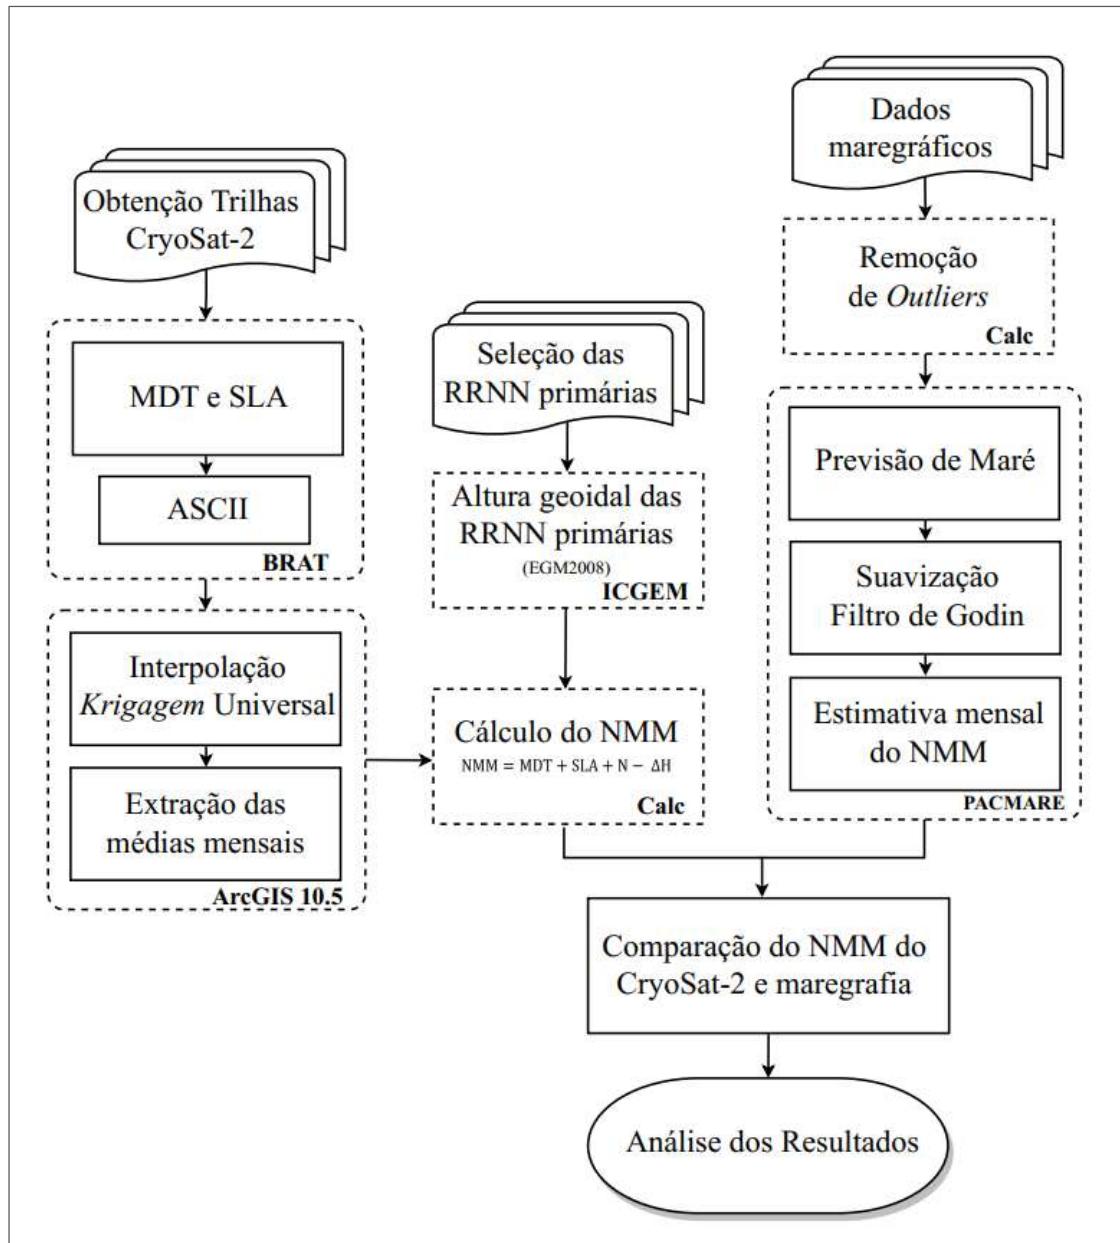 Obtenção Trilhas
CryoSat-2
MDT e SLA
ASCII
BRAT
Interpolação
Krigagem Universal
Extração das
médias mensais
ArcGIS 10.5
Seleção das
RRNN primárias
Altura geoidal das
RRNN primárias
(EGM2008)
ICGEM
Cálculo do NMM
NMM = MDT + SLA + N − ΔH
Calc
Dados
maregráficos
Remoção
de Outliers
Calc
Previsão de Maré
Suavização
Filtro de Godin
Estimativa mensal
do NMM
PACMARE
Comparação do NMM do
CryoSat-2 e maregrafia
Análise dos Resultados